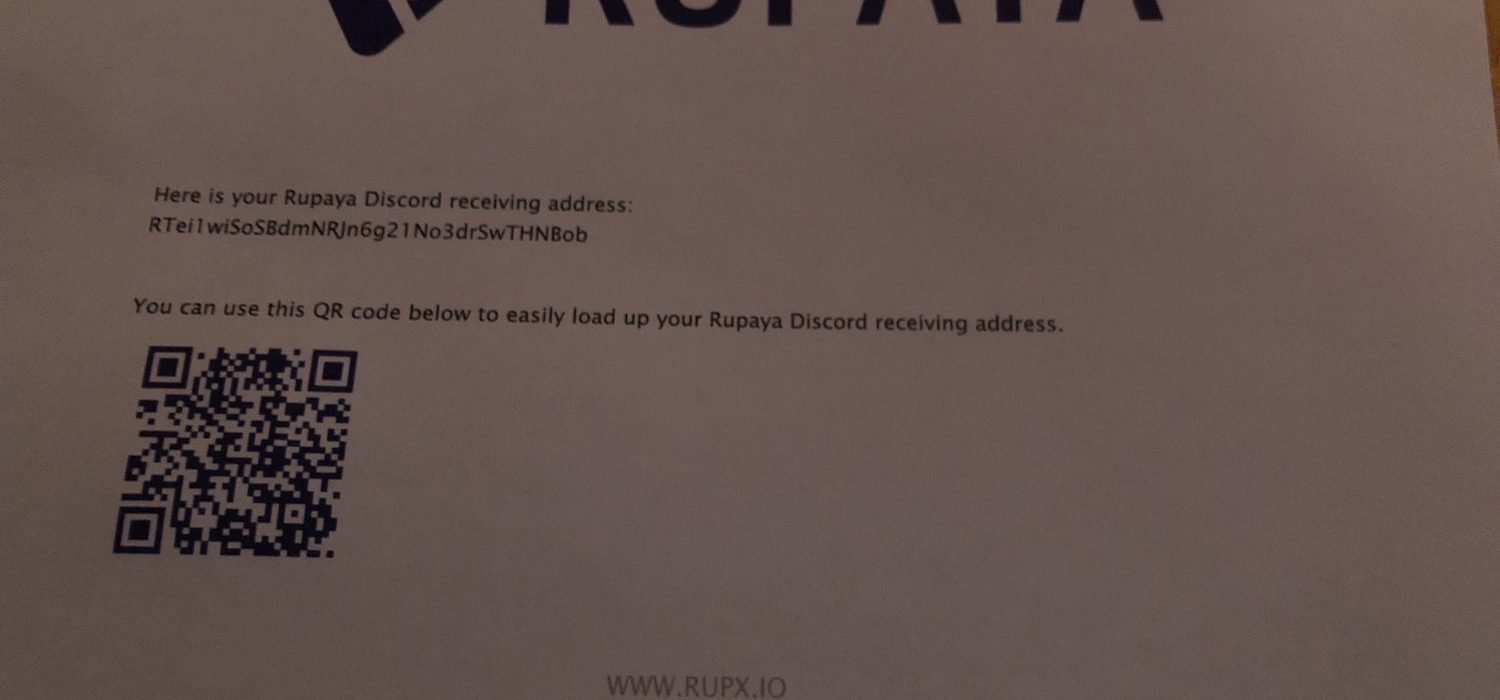 RUPAYA
Here is your Rupaya Discord receiving address:
RTei1wiSoSBdmNRJn6g21No3drSwTHNBob
You can use this QR code below to easily load up your Rupaya Discord receiving address.
WWW.RUPX.IO